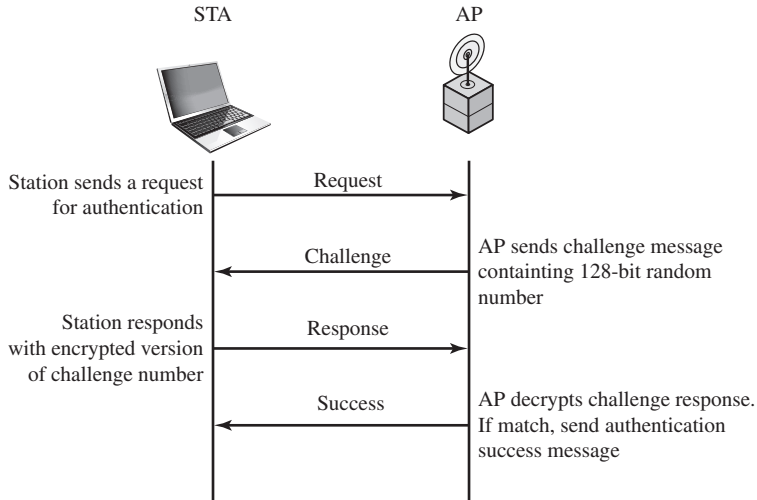 STA
AP
Station sends a request
for authentication
Request
Challenge
AP sends challenge message
containting 128-bit random
number
Station responds
with encrypted version
of challenge number
Response
Success
AP decrypts challenge response.
If match, send authentication
success message